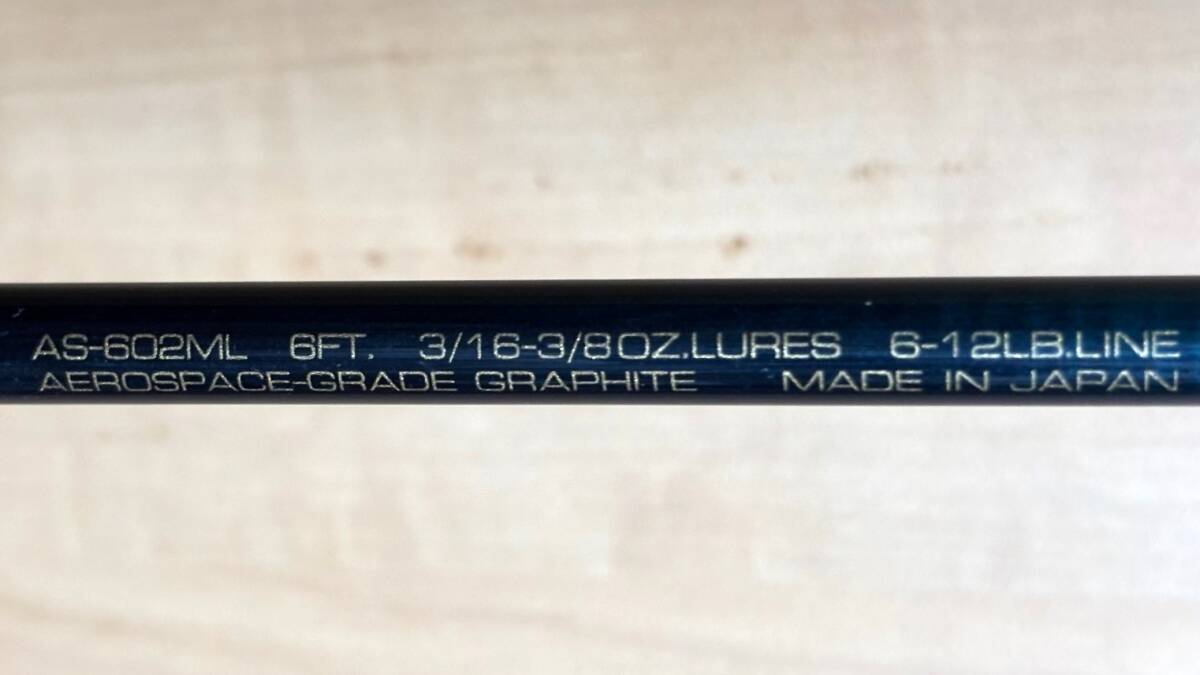 AS-602ML 6FT. 3/16-3/8OZ.LURES 6-12LB.LINE
AEROSPACE-GRADE GRAPHITE MADE IN JAPAN